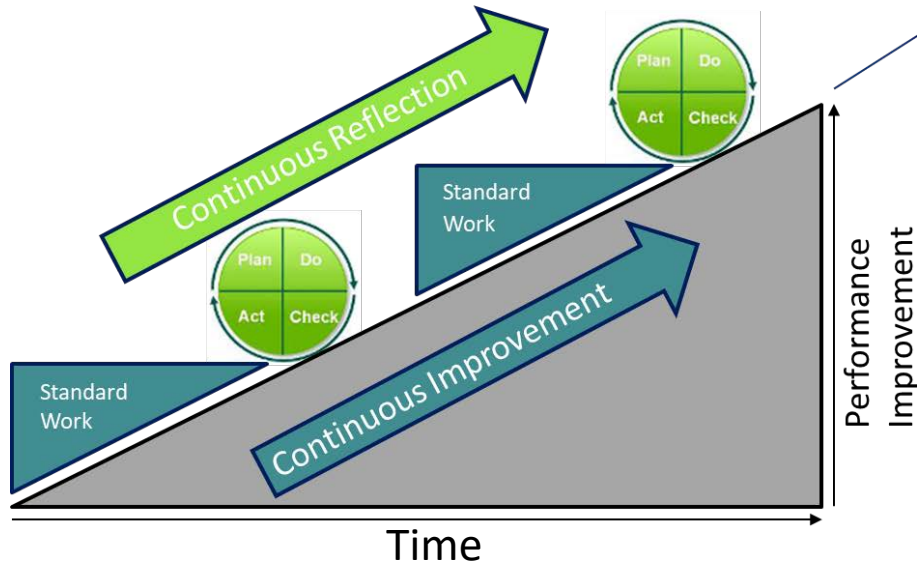 Plan Do
Act Check
Continuous Reflection
Standard
Work
Plan Do
Act Check
Standard
Work
Continuous Improvement
Performance
Improvement
Time